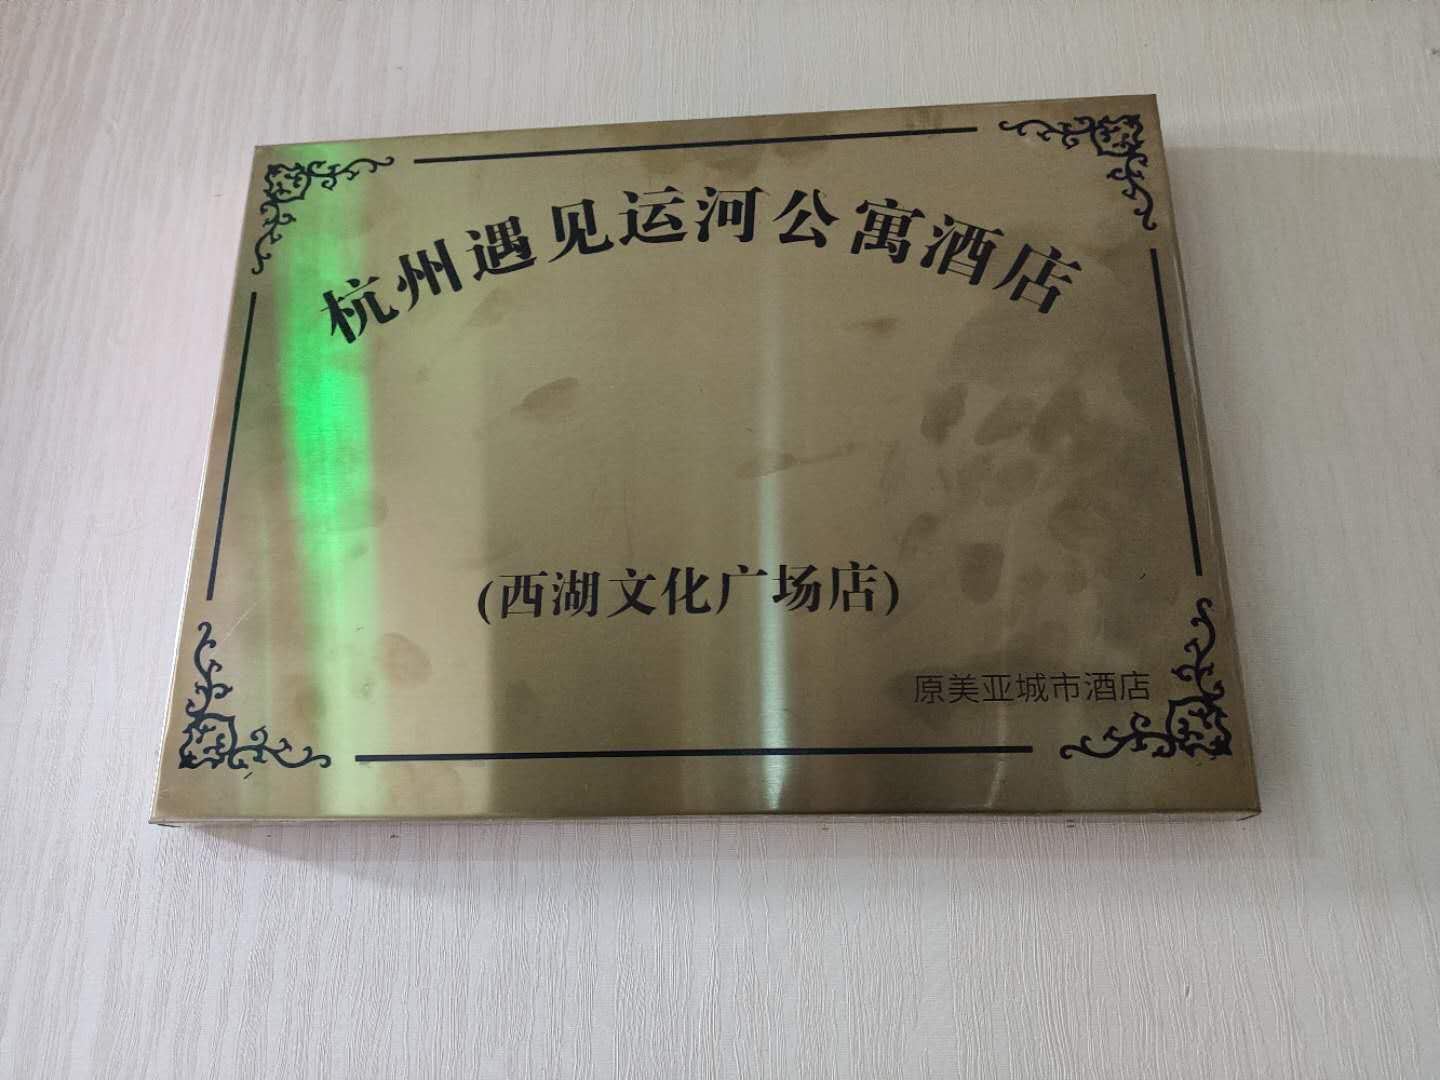 杭州遇见运河公寓酒店
(西湖文化广场店)
原美亚城市酒店